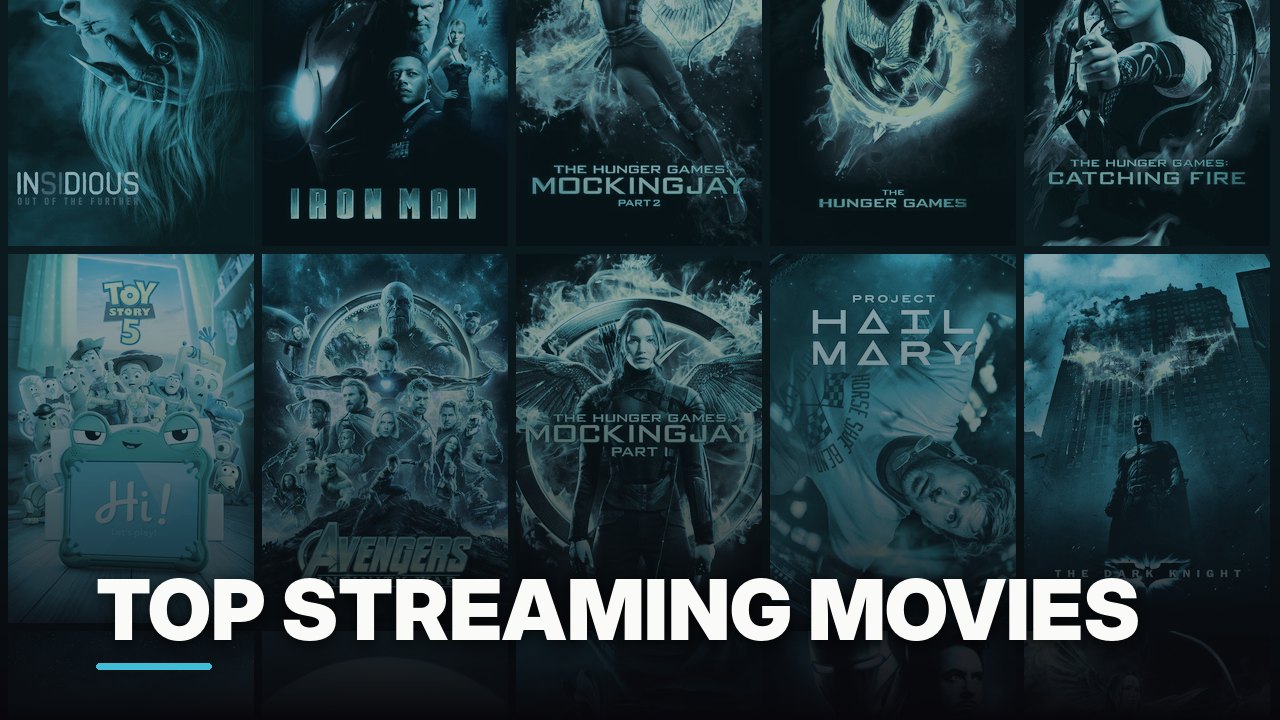 INSIDIOUS
OUT OF THE FURTHER
IRON MAN
THE HUNGER GAMES:
MOCKINGJAY
PART 2
THE
HUNGER GAMES
THE HUNGER GAMES:
CATCHING FIRE
TOY
STORY
5
Hi!
Let's play!
AVENGERS
THE HUNGER GAMES:
MOCKINGJAY
PART 1
PROJECT
HAIL
MARY
THE DARK KNIGHT
TOP STREAMING MOVIES